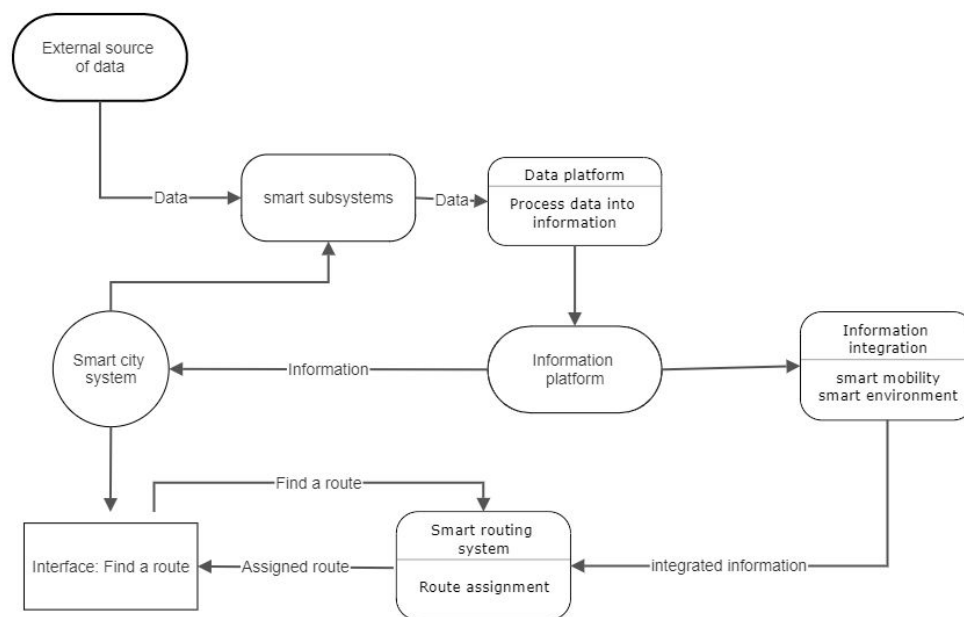 External source
of data
Data
smart subsystems
Data
Data platform
Process data into
information
Smart city
system
Information
Information
platform
Information
integration
smart mobility
smart environment
Find a route
Interface: Find a route
Assigned route
Smart routing
system
Route assignment
integrated information